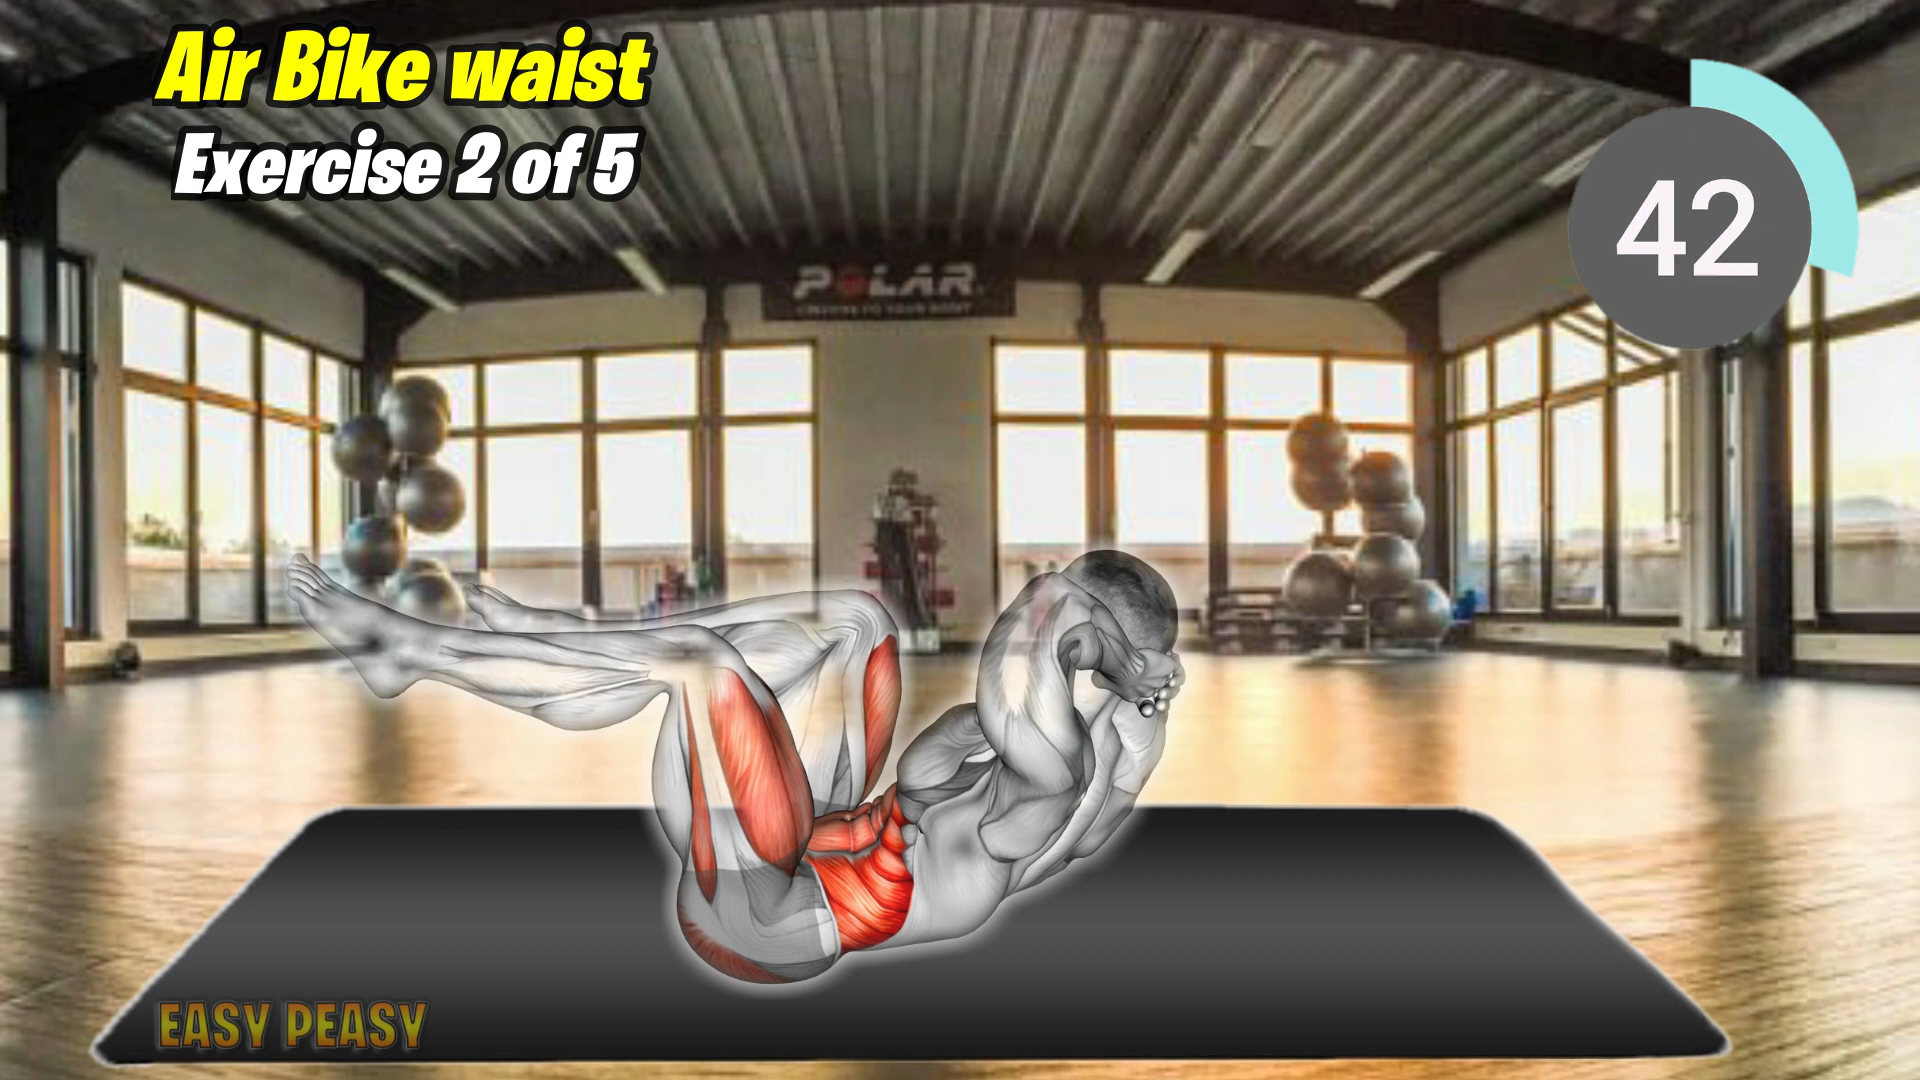 Air Bike waist
Exercise 2 of 5
42
POLAR
EASY PEASY